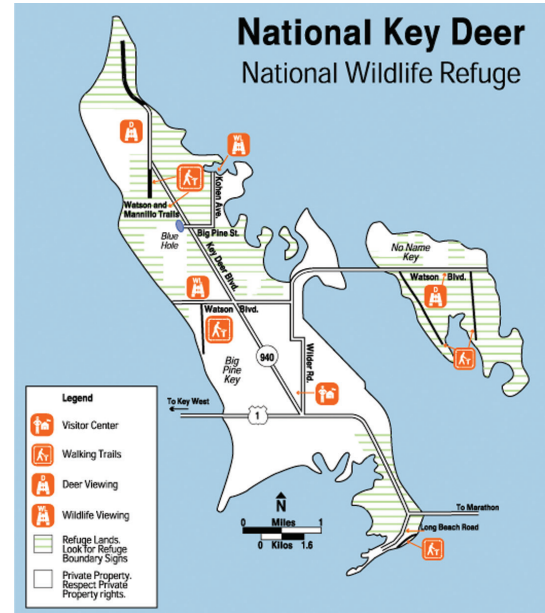 National Key Deer
National Wildlife Refuge
D
WL
Kohen Ave.
Watson and
Mannillo Trails
Big Pine St.
Blue
Hole
Key Deer Blvd.
No Name
Key
Watson Blvd.
D
WL
Watson Blvd.
940
Wilder Rd.
Big
Pine
Key
To Key West
1
Legend
Visitor Center
Walking Trails
D
Deer Viewing
WL
Wildlife Viewing
Refuge Lands.
Look for Refuge
Boundary Signs
Private Property.
Respect Private
Property rights.
N
0 Miles 1
0 Kilos 1.6
To Marathon
Long Beach Road